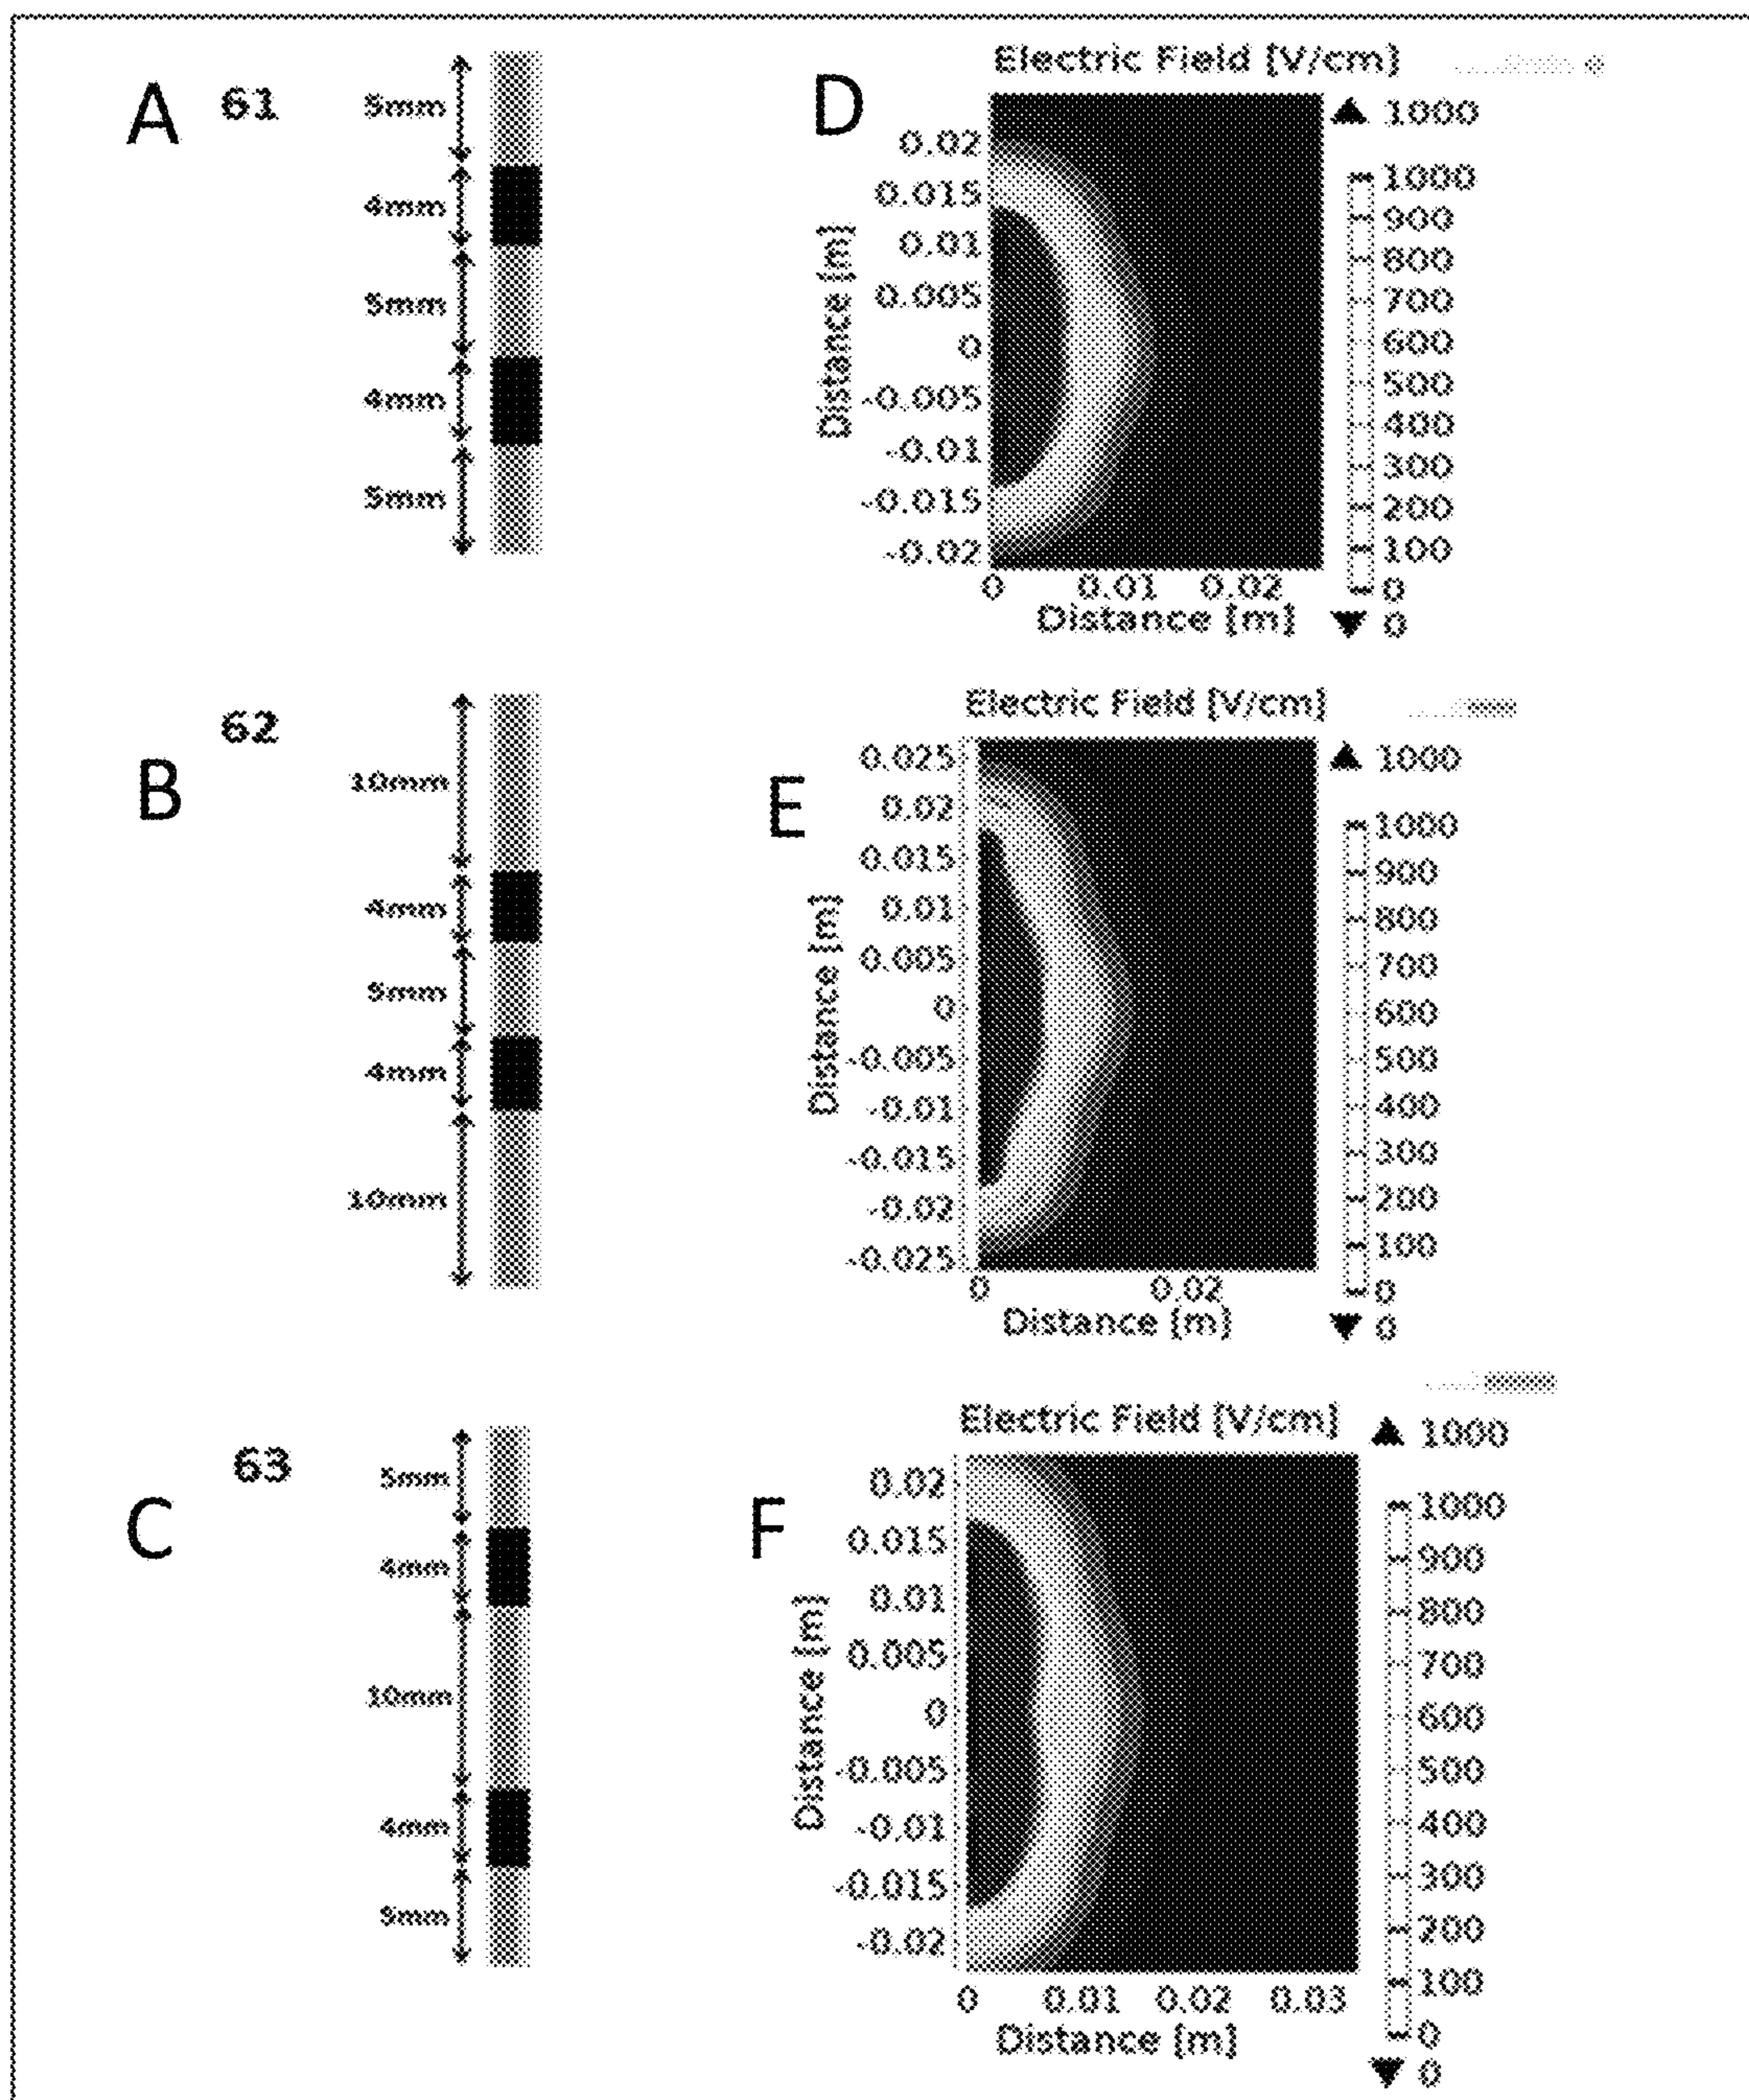 A
61
5mm
4mm
5mm
4mm
5mm
D
Electric Field [V/cm]
0.02
0.015
0.01
0.005
0
-0.005
-0.01
-0.015
-0.02
Distance [m]
0 0.01 0.02
Distance [m]
▲ 1000
1000
900
800
700
600
500
400
300
200
100
0
▼ 0
B
62
10mm
4mm
5mm
4mm
10mm
E
Electric Field [V/cm]
0.025
0.02
0.015
0.01
0.005
0
-0.005
-0.01
-0.015
-0.02
-0.025
Distance [m]
0 0.02
Distance [m]
▲ 1000
1000
900
800
700
600
500
400
300
200
100
0
▼ 0
C
63
5mm
4mm
10mm
4mm
5mm
F
Electric Field [V/cm]
0.02
0.015
0.01
0.005
0
-0.005
-0.01
-0.015
-0.02
Distance [m]
0 0.01 0.02 0.03
Distance [m]
▲ 1000
1000
900
800
700
600
500
400
300
200
100
0
▼ 0